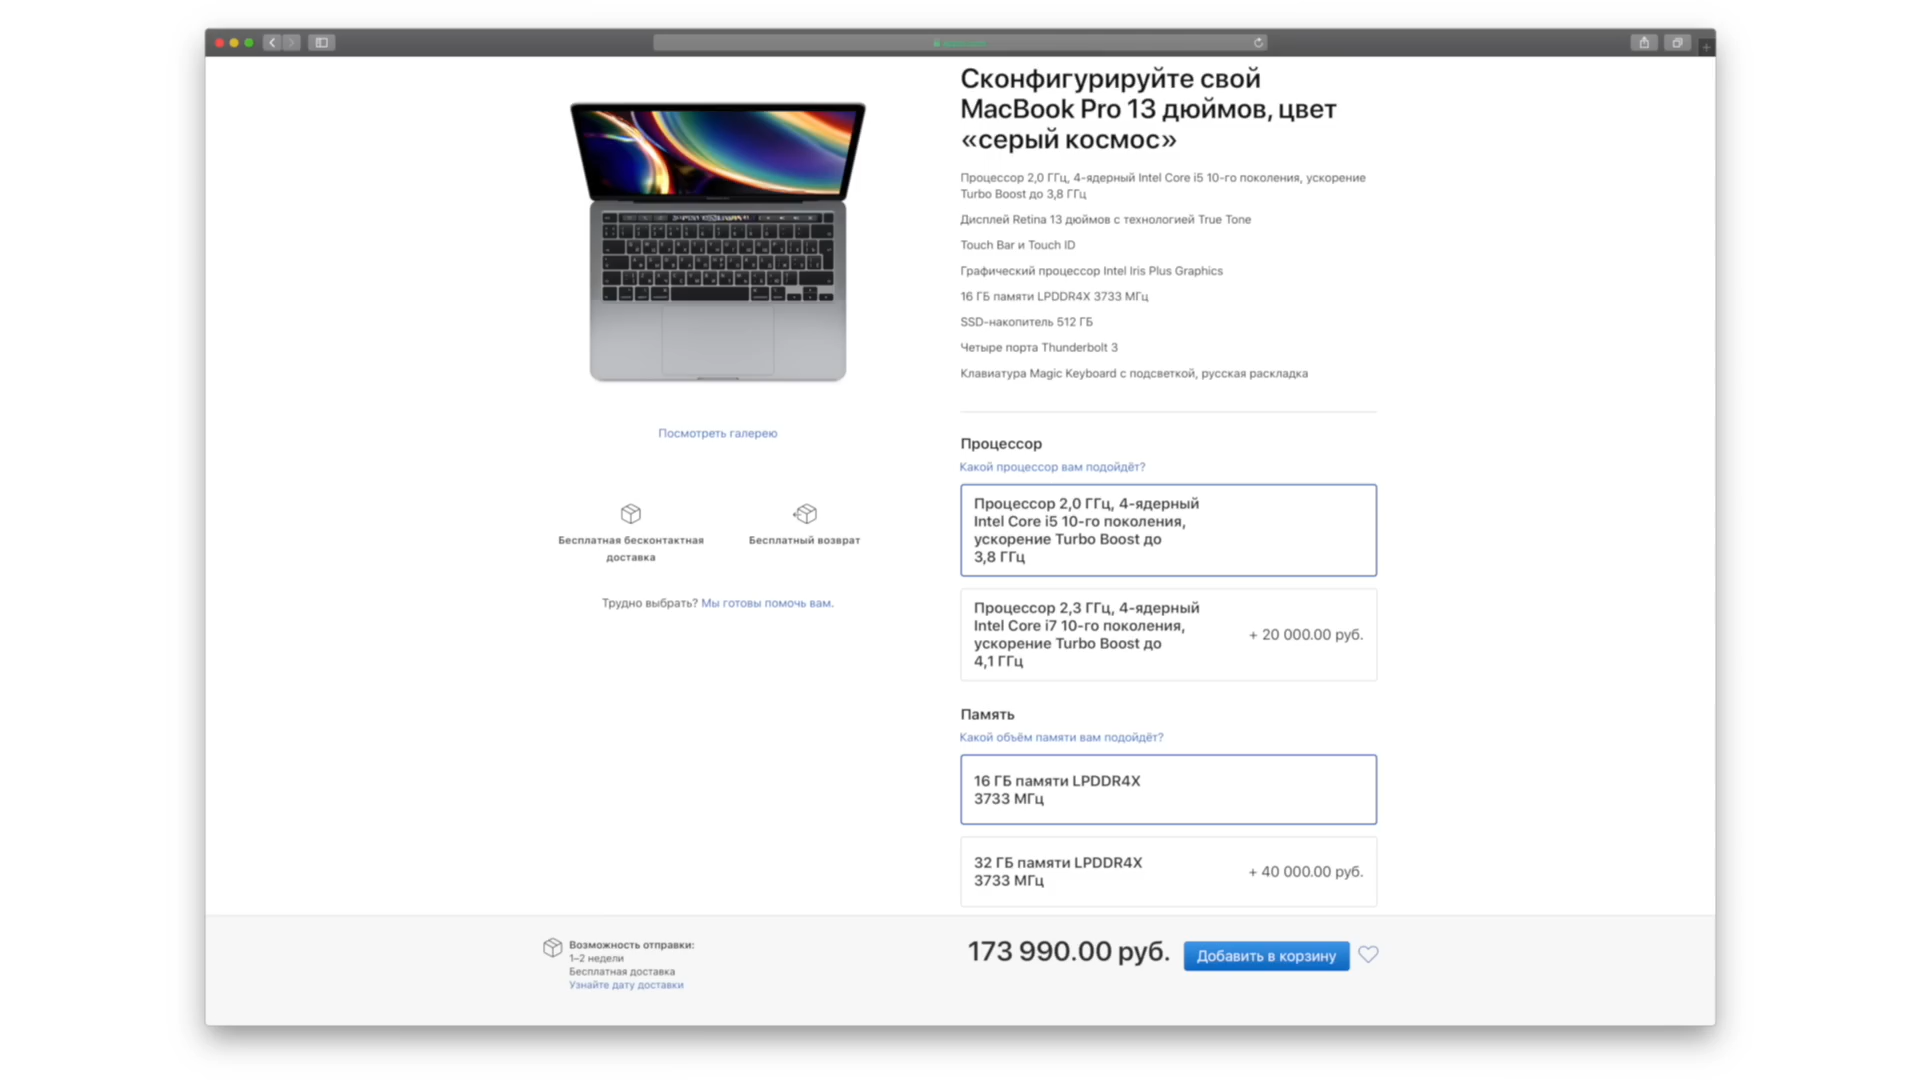 Сконфигурируйте свой
MacBook Pro 13 дюймов, цвет
«серый космос»
Процессор 2,0 ГГц, 4-ядерный Intel Core i5 10-го поколения, ускорение
Turbo Boost до 3,8 ГГц
Дисплей Retina 13 дюймов с технологией True Tone
Touch Bar и Touch ID
Графический процессор Intel Iris Plus Graphics
16 ГБ памяти LPDDR4X 3733 МГц
SSD-накопитель 512 ГБ
Четыре порта Thunderbolt 3
Клавиатура Magic Keyboard с подсветкой, русская раскладка
Посмотреть галерею
Бесплатная бесконтактная
доставка
Бесплатный возврат
Трудно выбрать? Мы готовы помочь вам.
Процессор
Какой процессор вам подойдёт?
Процессор 2,0 ГГц, 4-ядерный
Intel Core i5 10-го поколения,
ускорение Turbo Boost до
3,8 ГГц
Процессор 2,3 ГГц, 4-ядерный
Intel Core i7 10-го поколения,
ускорение Turbo Boost до
4,1 ГГц
+ 20 000.00 руб.
Память
Какой объём памяти вам подойдёт?
16 ГБ памяти LPDDR4X
3733 МГц
32 ГБ памяти LPDDR4X
3733 МГц
+ 40 000.00 руб.
Возможность отправки:
1–2 недели
Бесплатная доставка
Узнайте дату доставки
173 990.00 руб.
Добавить в корзину